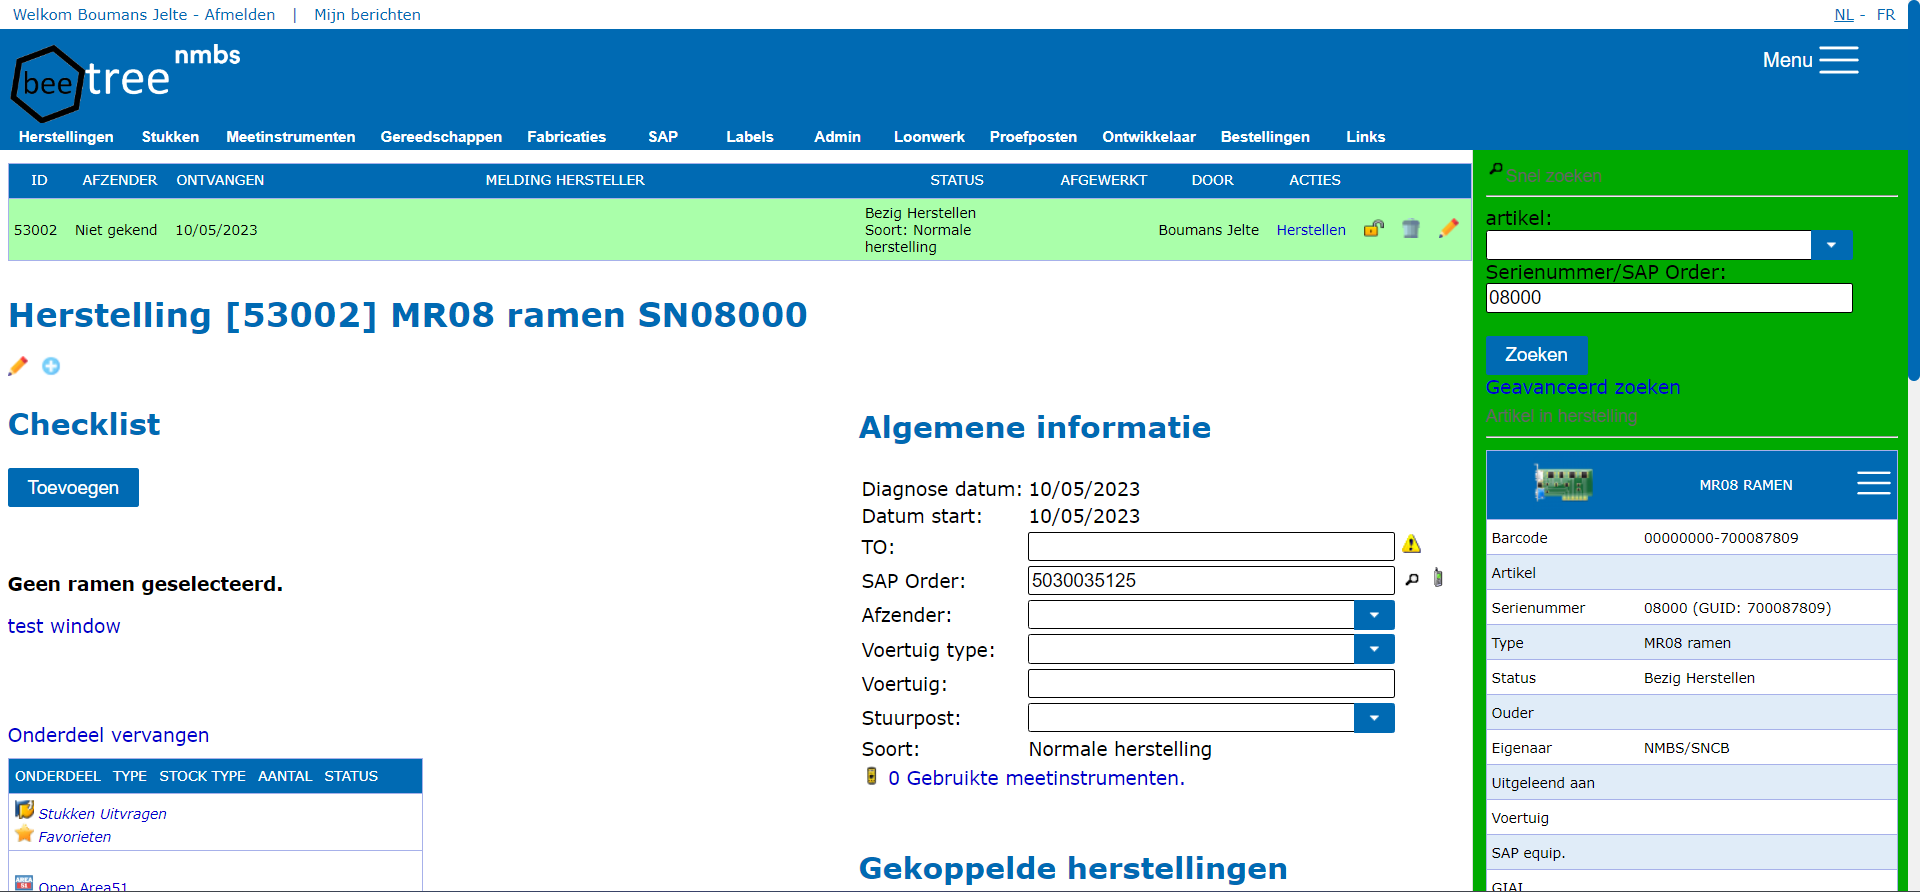 Welkom Boumans Jelte - Afmelden | Mijn berichten
NL - FR
bee tree nmbs
Menu
Herstellingen Stukken Meetinstrumenten Gereedschappen Fabricaties SAP Labels Admin Loonwerk Proefposten Ontwikkelaar Bestellingen Links
ID AFZENDER ONTVANGEN MELDING HERSTELLER STATUS AFGEWERKT DOOR ACTIES
53002 Niet gekend 10/05/2023 Bezig Herstellen Soort: Normale herstelling Boumans Jelte Herstellen
Herstelling [53002] MR08 ramen SN08000
Checklist
Toevoegen
Geen ramen geselecteerd.
test window
Onderdeel vervangen
ONDERDEEL TYPE STOCK TYPE AANTAL STATUS
Stukken Uitvragen
Favorieten
AREA 51 Open Area51
Algemene informatie
Diagnose datum: 10/05/2023
Datum start: 10/05/2023
TO:
SAP Order: 5030035125
Afzender:
Voertuig type:
Voertuig:
Stuurpost:
Soort: Normale herstelling
0 Gebruikte meetinstrumenten.
Gekoppelde herstellingen
Snel zoeken
artikel:
Serienummer/SAP Order:
08000
Zoeken
Geavanceerd zoeken
Artikel in herstelling
MR08 RAMEN
Barcode 00000000-700087809
Artikel
Serienummer 08000 (GUID: 700087809)
Type MR08 ramen
Status Bezig Herstellen
Ouder
Eigenaar NMBS/SNCB
Uitgeleend aan
Voertuig
SAP equip.
GIAI